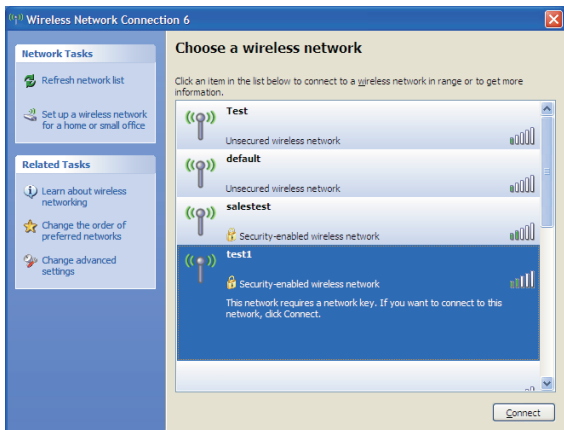 Wireless Network Connection 6
Network Tasks
Refresh network list
Set up a wireless network
for a home or small office
Related Tasks
Learn about wireless
networking
Change the order of
preferred networks
Change advanced
settings
Choose a wireless network
Click an item in the list below to connect to a wireless network in range or to get more
information.
Test
Unsecured wireless network
default
Unsecured wireless network
salestest
Security-enabled wireless network
test1
Security-enabled wireless network
This network requires a network key. If you want to connect to this
network, click Connect.
Connect